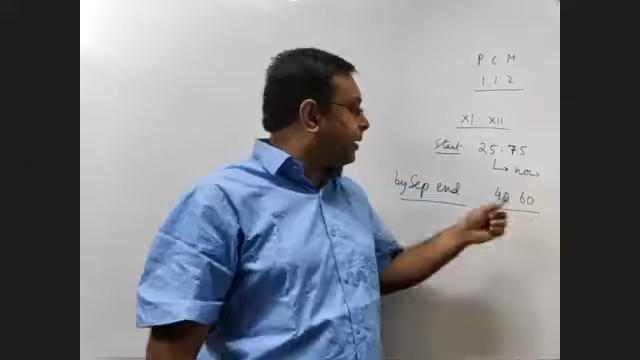 P C M
1 1 2
XI : XII
Start 25:75
↳ now
by Sep end 40 60